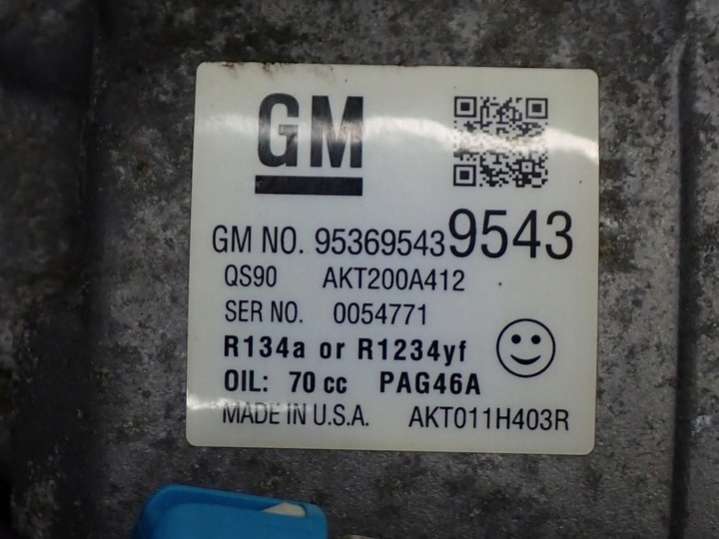 GM
GM NO. 95369543 9543
QS90 AKT200A412
SER NO. 0054771
R134a or R1234yf
OIL: 70 cc PAG46A
MADE IN U.S.A. AKT011H403R